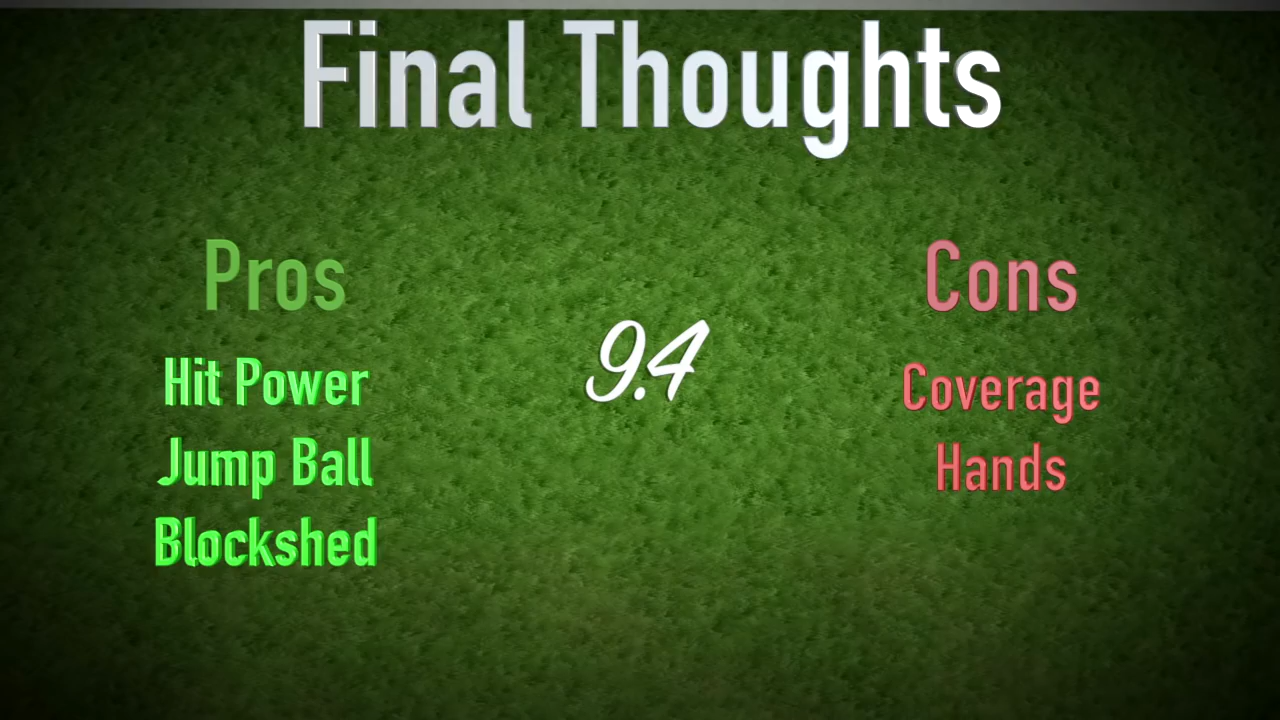 Final Thoughts
Pros
Hit Power
Jump Ball
Blockshed
9.4
Cons
Coverage
Hands